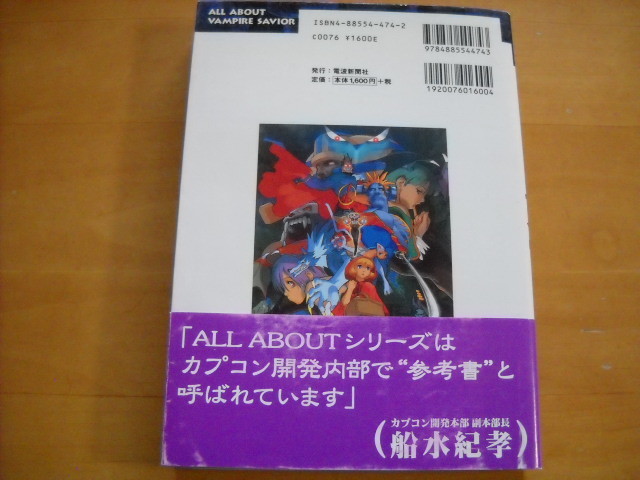 ALL ABOUT
VAMPIRE SAVIOR
ISBN4-88554-474-2
C0076 ¥1600E
発行：電波新聞社
定価：本体1,600円+税
9784885544743
1920076016004
「ALL ABOUTシリーズは
カプコン開発内部で“参考書”と
呼ばれています」
カプコン開発本部 副本部長
(船水紀孝)